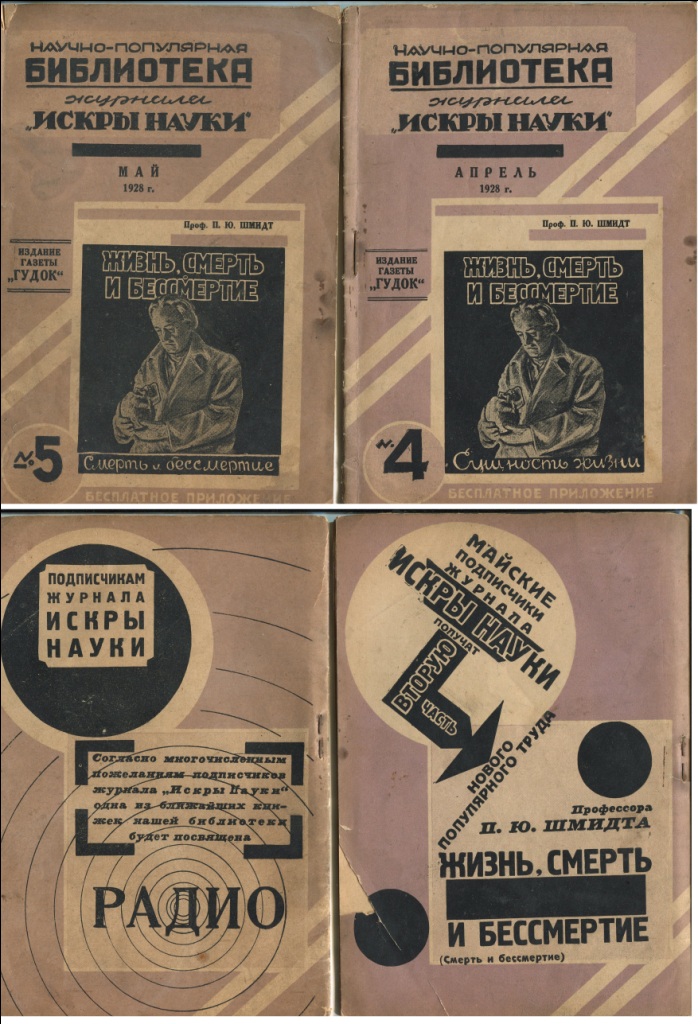 НАУЧНО-ПОПУЛЯРНАЯ
БИБЛИОТЕКА
журнала
„ИСКРЫ НАУКИ"
МАЙ
1928 г.
Проф. П. Ю. ШМИДТ
ИЗДАНИЕ
ГАЗЕТЫ
„ГУДОК"
ЖИЗНЬ, СМЕРТЬ
И БЕССМЕРТИЕ
№5
Смерть и бессмертие
БЕСПЛАТНОЕ ПРИЛОЖЕНИЕ
НАУЧНО-ПОПУЛЯРНАЯ
БИБЛИОТЕКА
журнала
„ИСКРЫ НАУКИ"
АПРЕЛЬ
1928 г.
Проф. П. Ю. ШМИДТ
ИЗДАНИЕ
ГАЗЕТЫ
„ГУДОК"
ЖИЗНЬ, СМЕРТЬ
И БЕССМЕРТИЕ
№4
Сущность жизни
БЕСПЛАТНОЕ ПРИЛОЖЕНИЕ
ПОДПИСЧИКАМ
ЖУРНАЛА
ИСКРЫ
НАУКИ
Согласно многочисленным
пожеланиям подписчиков
журнала „Искры Науки"
одна из ближайших кни-
жек нашей библиотеки
будет посвящена
РАДИО
МАЙСКИЕ
ПОДПИСЧИКИ
ЖУРНАЛА
ИСКРЫ НАУКИ
ПОЛУЧАТ
ВТОРУЮ
ЧАСТЬ
НОВОГО
ПОПУЛЯРНОГО ТРУДА
Профессора
П. Ю. ШМИДТА
ЖИЗНЬ, СМЕРТЬ
И БЕССМЕРТИЕ
(Смерть и бессмертие)